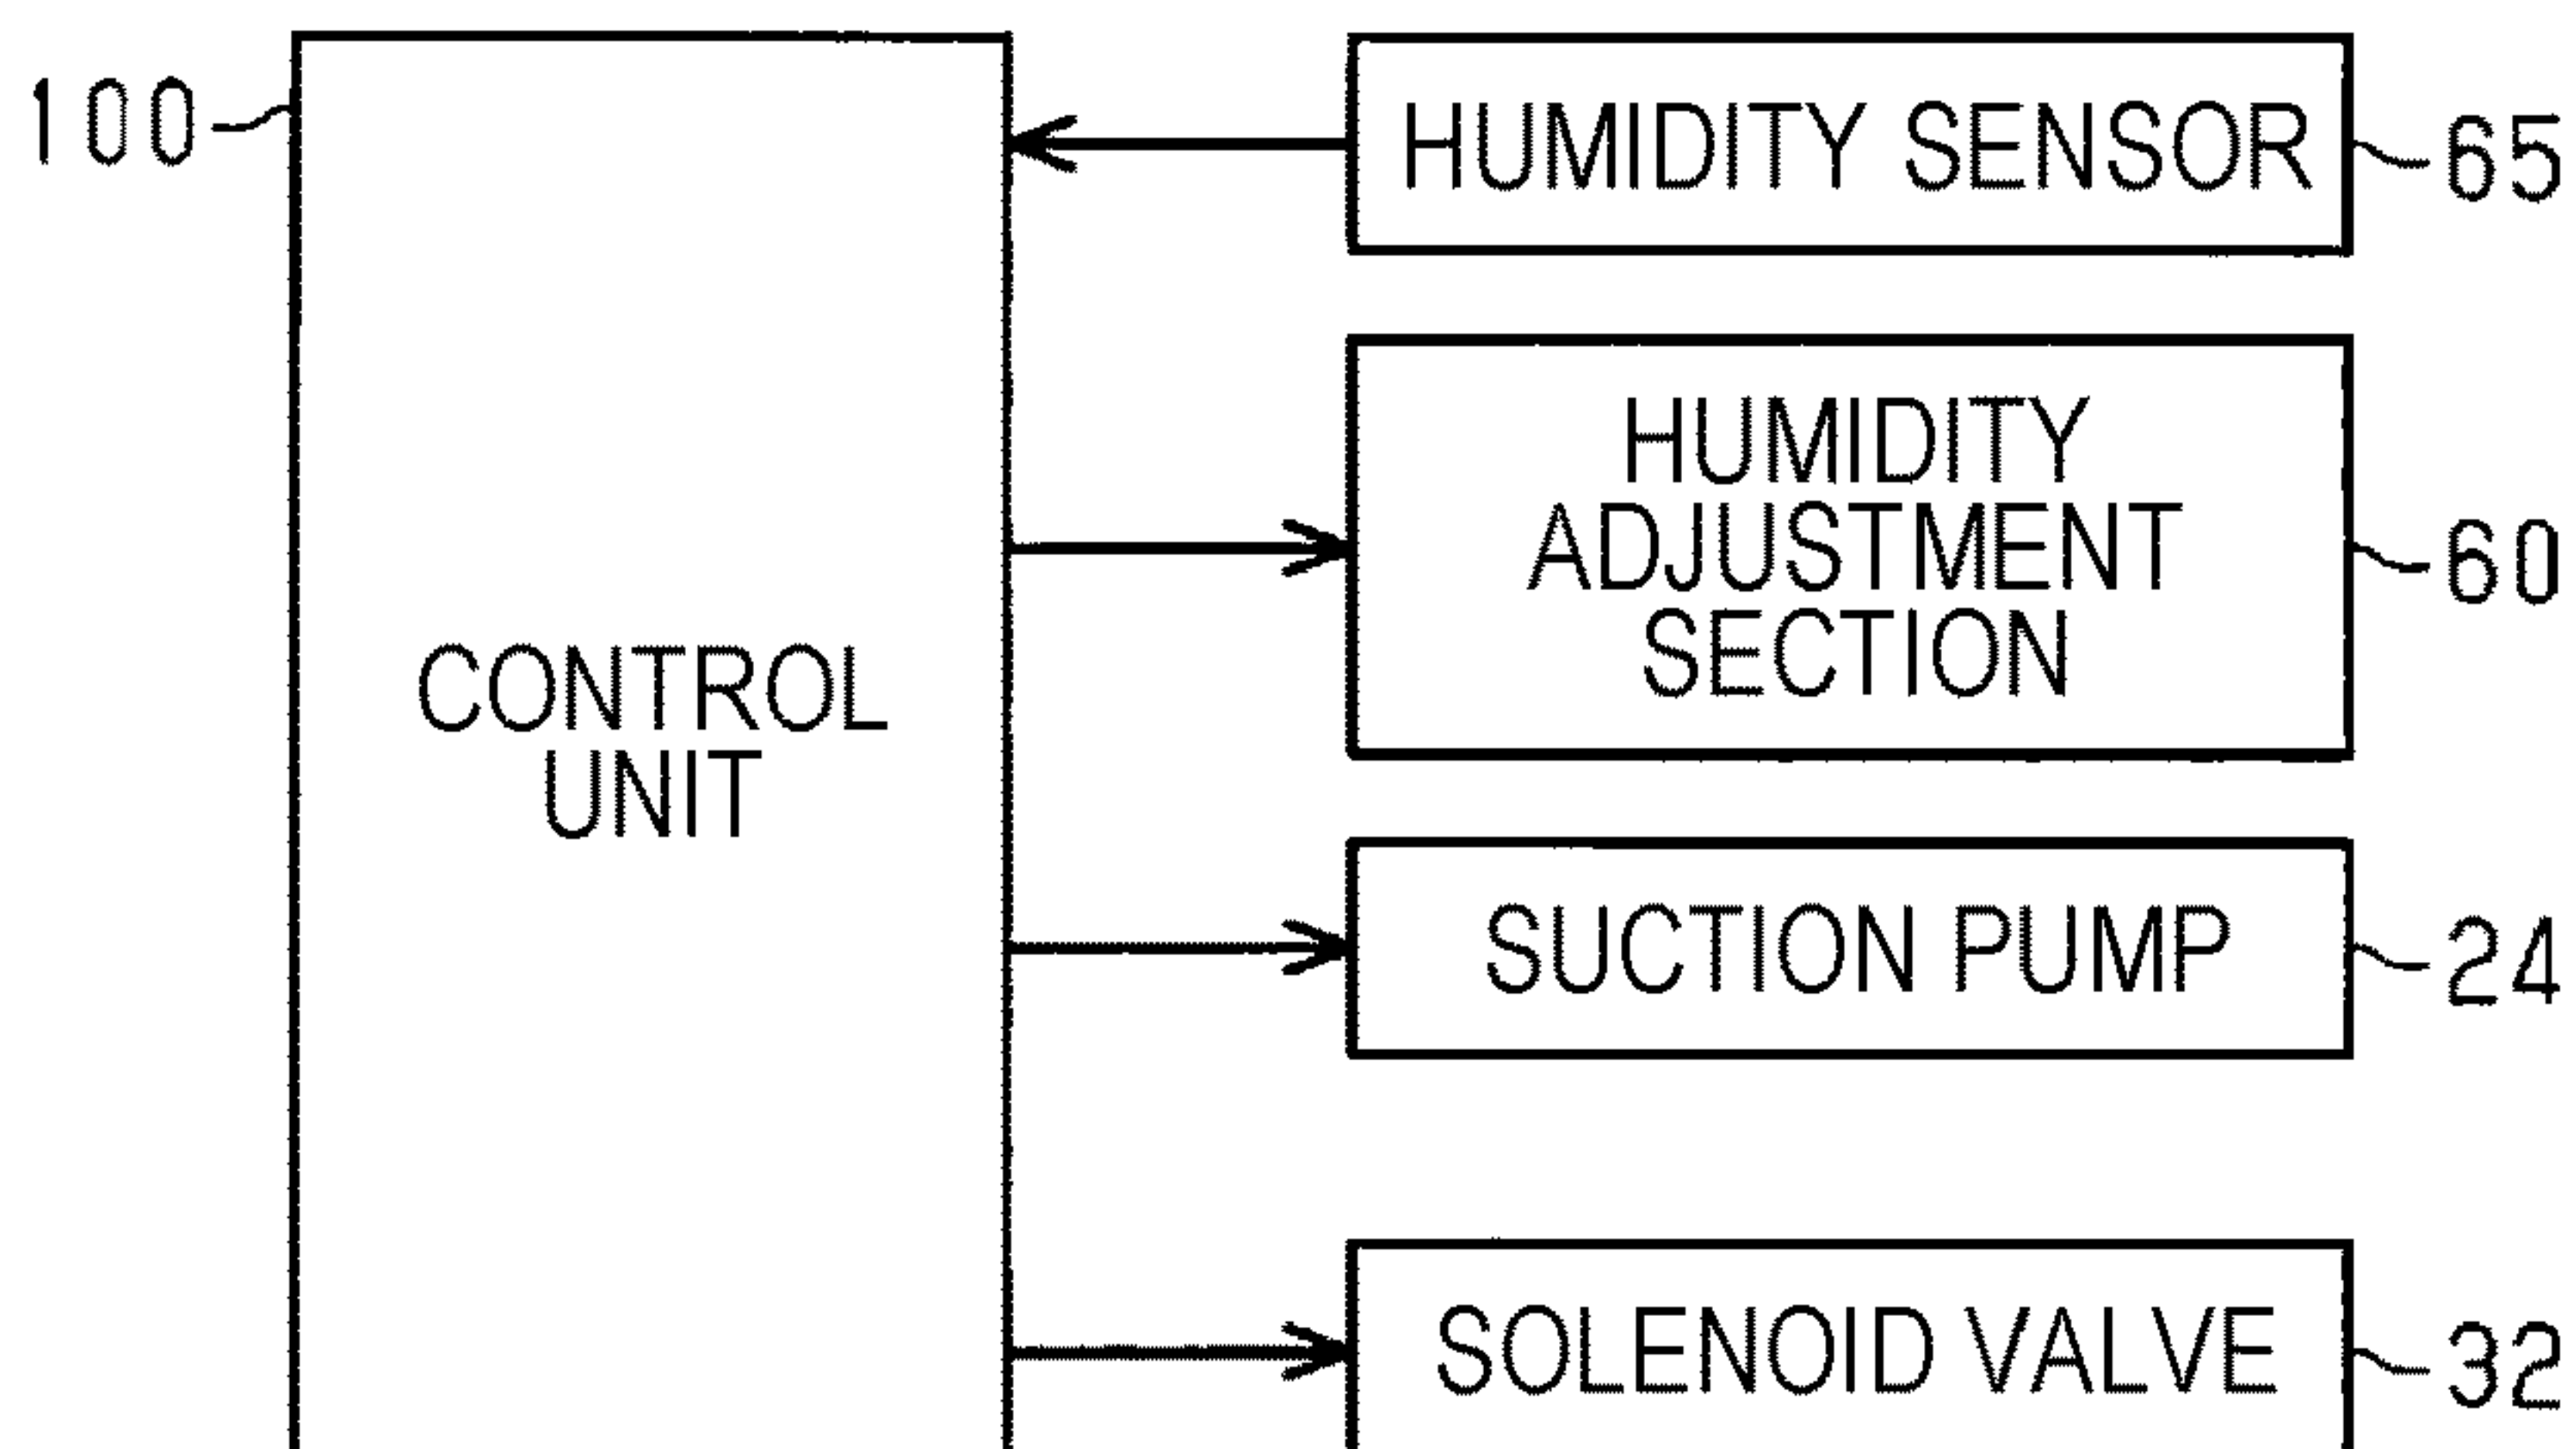 100
CONTROL
UNIT
HUMIDITY SENSOR
65
HUMIDITY
ADJUSTMENT
SECTION
60
SUCTION PUMP
24
SOLENOID VALVE
32